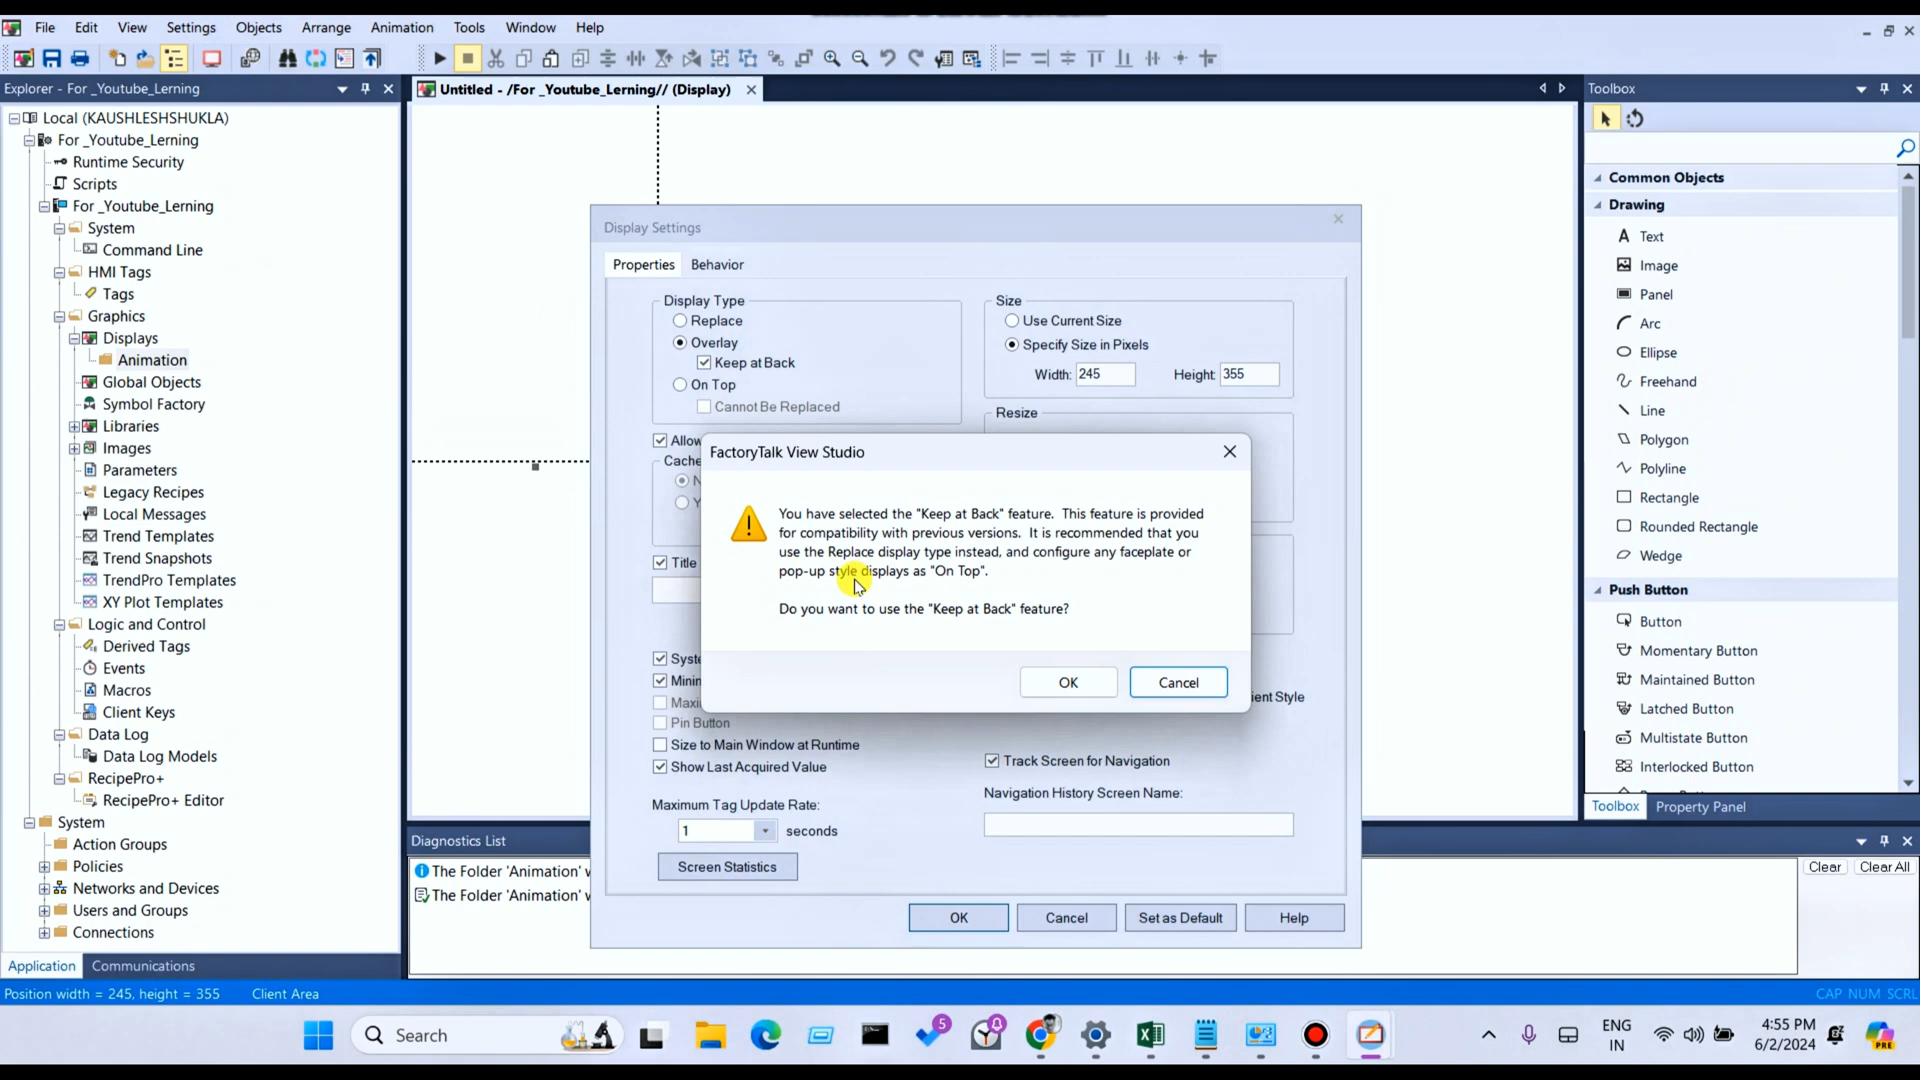 File Edit View Settings Objects Arrange Animation Tools Window Help
Explorer - For _Youtube_Lerning
Local (KAUSHLESHSHUKLA)
For _Youtube_Lerning
Runtime Security
Scripts
For _Youtube_Lerning
System
Command Line
HMI Tags
Tags
Graphics
Displays
Animation
Global Objects
Symbol Factory
Libraries
Images
Parameters
Legacy Recipes
Local Messages
Trend Templates
Trend Snapshots
TrendPro Templates
XY Plot Templates
Logic and Control
Derived Tags
Events
Macros
Client Keys
Data Log
Data Log Models
RecipePro+
RecipePro+ Editor
System
Action Groups
Policies
Networks and Devices
Users and Groups
Connections
Application Communications
Untitled - /For _Youtube_Lerning// (Display)
Display Settings
Properties Behavior
Display Type
Replace
Overlay
Keep at Back
On Top
Cannot Be Replaced
Size
Use Current Size
Specify Size in Pixels
Width: 245 Height: 355
Resize
Allow
Cache
N
Y
Title
Syste
Minin
Maxi
Pin Button
Size to Main Window at Runtime
Show Last Acquired Value
Maximum Tag Update Rate:
1 seconds
Screen Statistics
ient Style
Track Screen for Navigation
Navigation History Screen Name:
OK Cancel Set as Default Help
FactoryTalk View Studio
You have selected the "Keep at Back" feature. This feature is provided
for compatibility with previous versions. It is recommended that you
use the Replace display type instead, and configure any faceplate or
pop-up style displays as "On Top".
Do you want to use the "Keep at Back" feature?
OK Cancel
Diagnostics List
The Folder 'Animation' w
The Folder 'Animation' w
Clear Clear All
Toolbox
Common Objects
Drawing
A Text
Image
Panel
Arc
Ellipse
Freehand
Line
Polygon
Polyline
Rectangle
Rounded Rectangle
Wedge
Push Button
Button
Momentary Button
Maintained Button
Latched Button
Multistate Button
Interlocked Button
Toolbox Property Panel
Position width = 245, height = 355 Client Area
CAP NUM SCRL
Search
5
ENG
IN
4:55 PM
6/2/2024
PRE